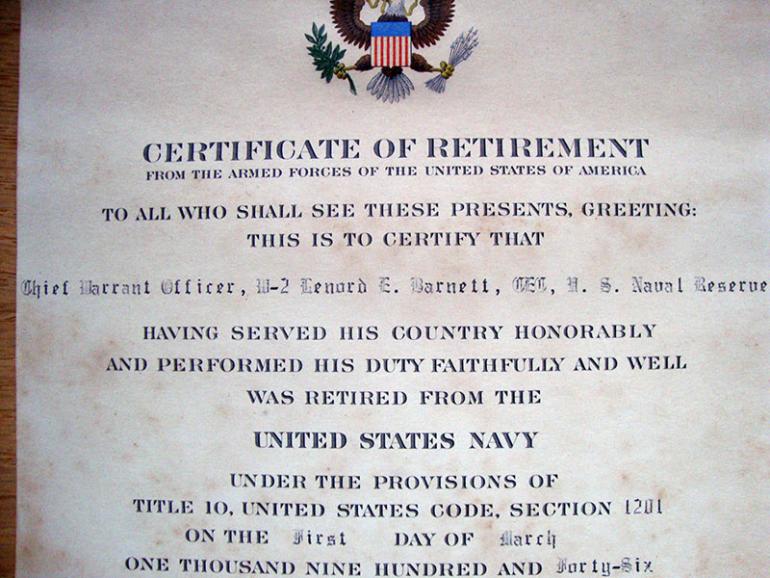 CERTIFICATE OF RETIREMENT
FROM THE ARMED FORCES OF THE UNITED STATES OF AMERICA
TO ALL WHO SHALL SEE THESE PRESENTS, GREETING:
THIS IS TO CERTIFY THAT
Chief Warrant Officer, W-2 Lenord E. Barnett, CEC, U. S. Naval Reserve
HAVING SERVED HIS COUNTRY HONORABLY
AND PERFORMED HIS DUTY FAITHFULLY AND WELL
WAS RETIRED FROM THE
UNITED STATES NAVY
UNDER THE PROVISIONS OF
TITLE 10, UNITED STATES CODE, SECTION 1201
ON THE First DAY OF March
ONE THOUSAND NINE HUNDRED AND Forty-Six